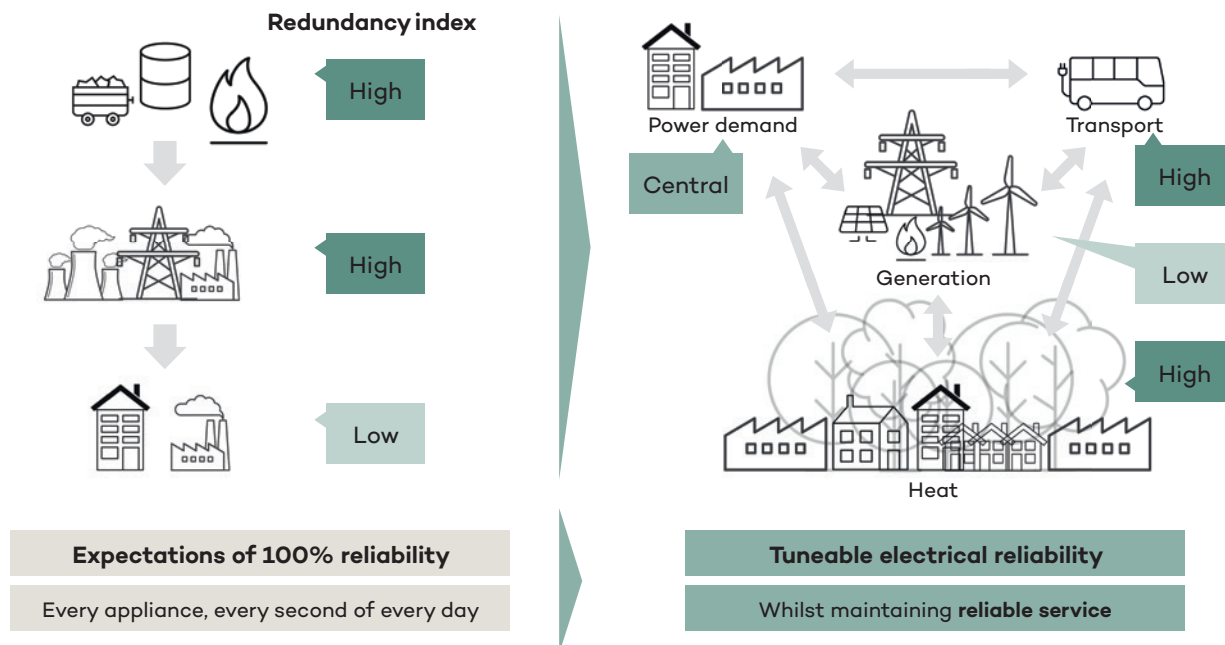 Redundancy index
High
High
Low
Expectations of 100% reliability
Every appliance, every second of every day
Power demand
Transport
Central
High
Generation
Low
High
Heat
Tuneable electrical reliability
Whilst maintaining reliable service